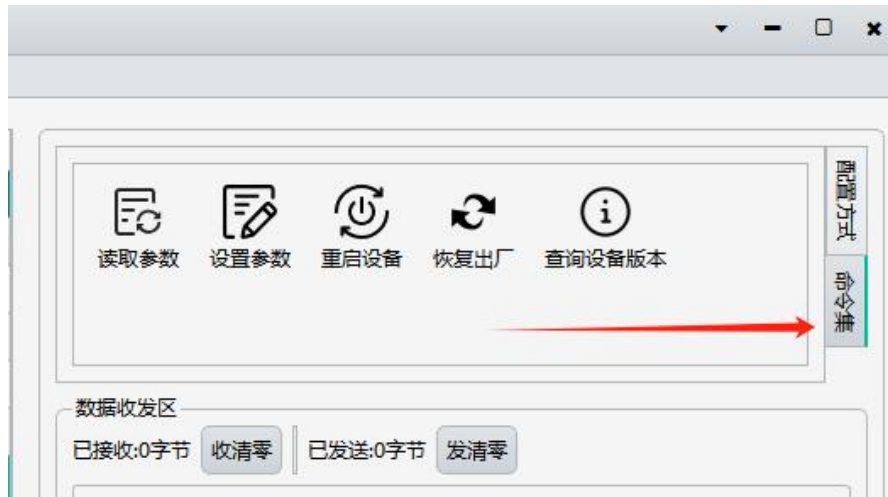 读取参数 设置参数 重启设备 恢复出厂 查询设备版本
配置方式
命令集
数据收发区
已接收:0字节 收清零 已发送:0字节 发清零